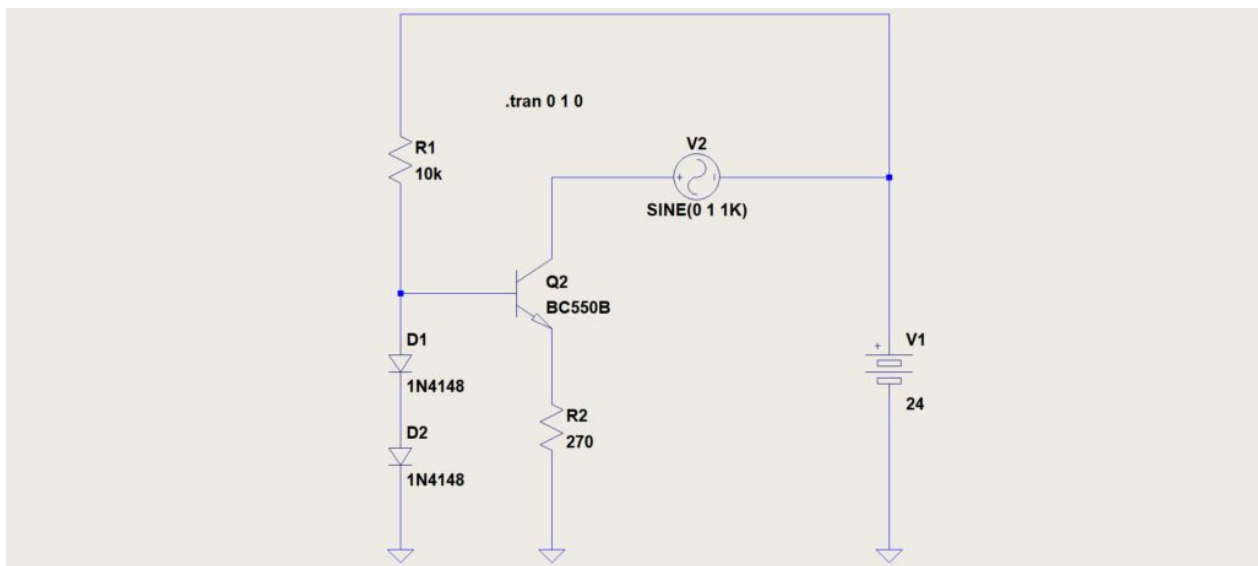 .tran 0 1 0
V2
+
SINE(0 1 1K)
R1
10k
Q2
BC550B
D1
1N4148
D2
1N4148
R2
270
V1
+
24